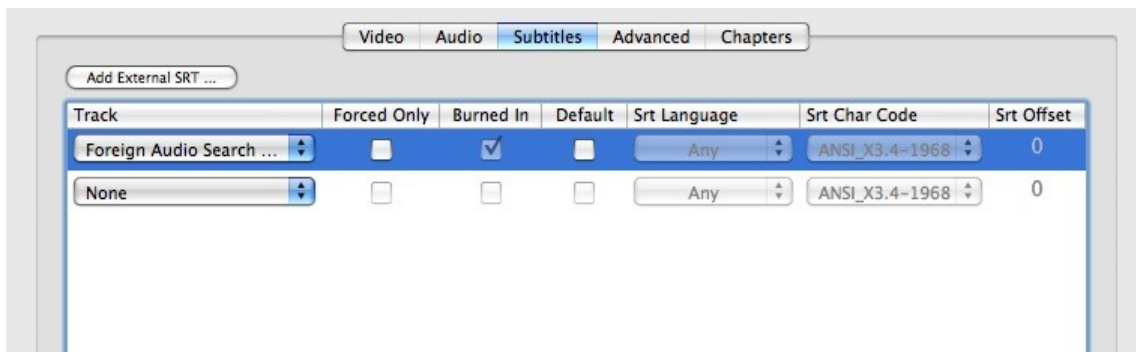 Video Audio Subtitles Advanced Chapters
Add External SRT ...
Track Forced Only Burned In Default Srt Language Srt Char Code Srt Offset
Foreign Audio Search ... Any ANSI_X3.4-1968 0
None Any ANSI_X3.4-1968 0